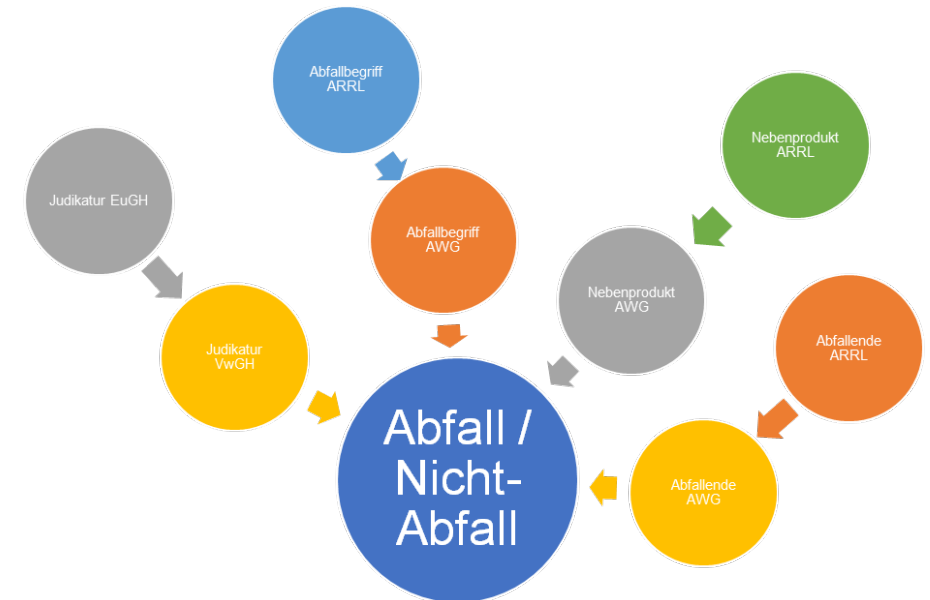 Abfallbegriff
ARRL
Nebenprodukt
ARRL
Judikatur EuGH
Abfallbegriff
AWG
Nebenprodukt
AWG
Abfallende
ARRL
Judikatur
VwGH
Abfall /
Nicht-
Abfall
Abfallende
AWG